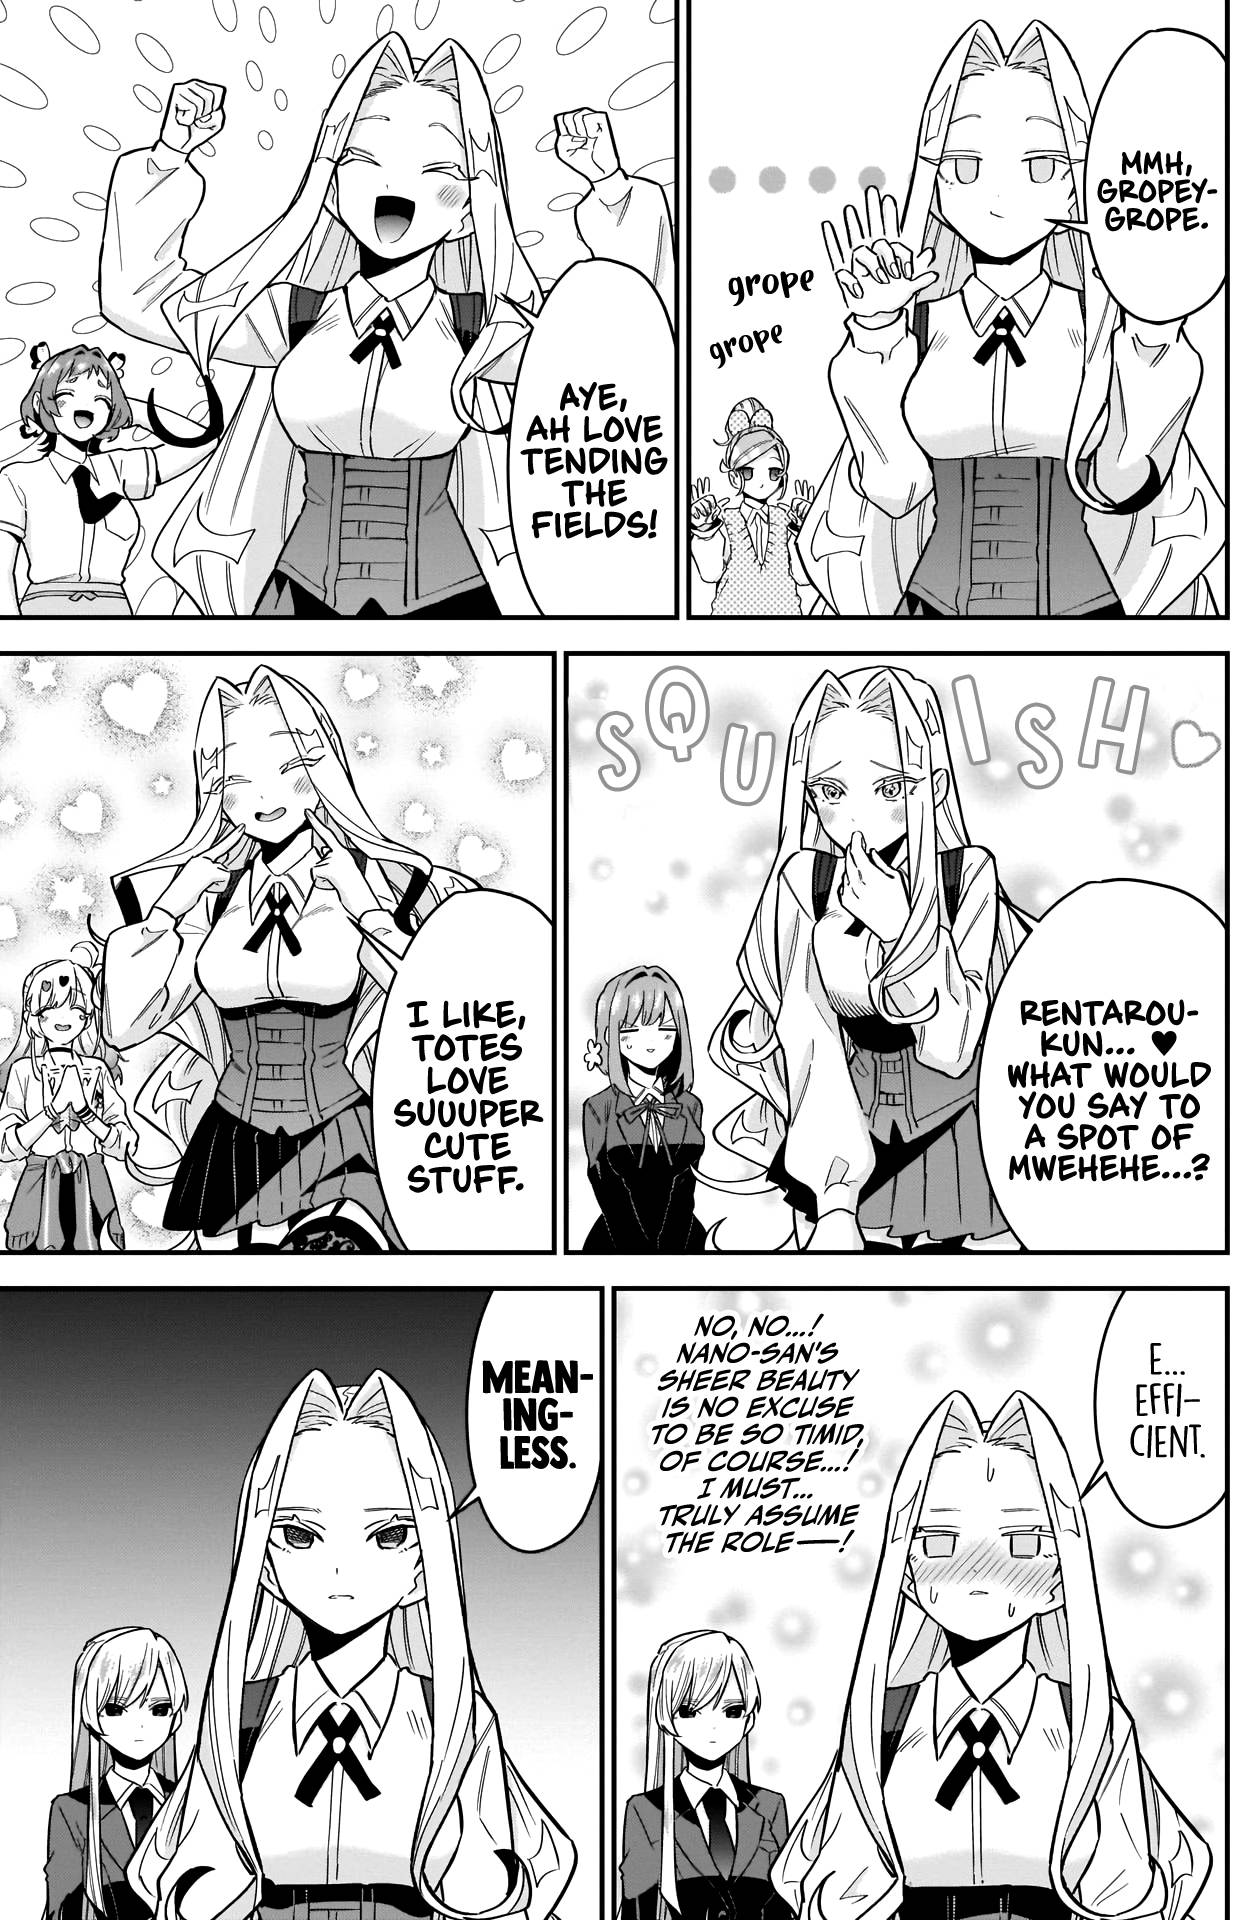 MMH,
GROPEY-
GROPE.
grope
grope
AYE,
AH LOVE
TENDING
THE
FIELDS!
SQUISH♡
RENTAROU-
KUN... ♥
WHAT WOULD
YOU SAY TO
A SPOT OF
MWEHEHE...?
I LIKE,
TOTES
LOVE
SUUUPER
CUTE
STUFF.
E...
EFFI-
CIENT.
NO, NO...!
NANO-SAN'S
SHEER BEAUTY
IS NO EXCUSE
TO BE SO TIMID,
OF COURSE...!
I MUST...
TRULY ASSUME
THE ROLE——!
MEAN-
ING-
LESS.